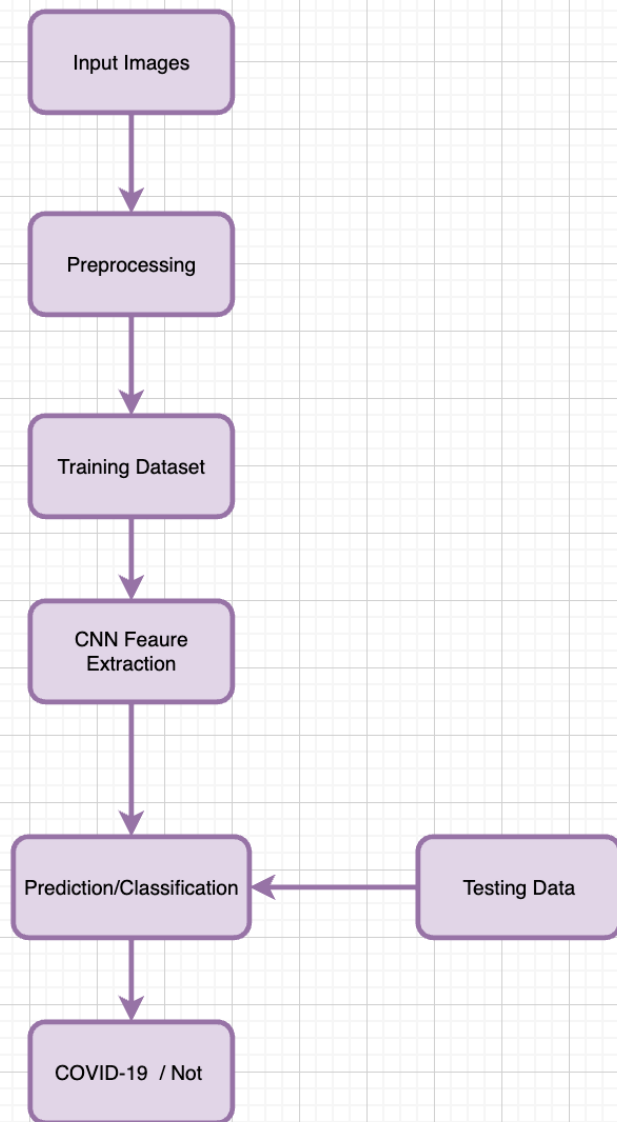 Input Images
Preprocessing
Training Dataset
CNN Feaure
Extraction
Prediction/Classification
Testing Data
COVID-19 / Not